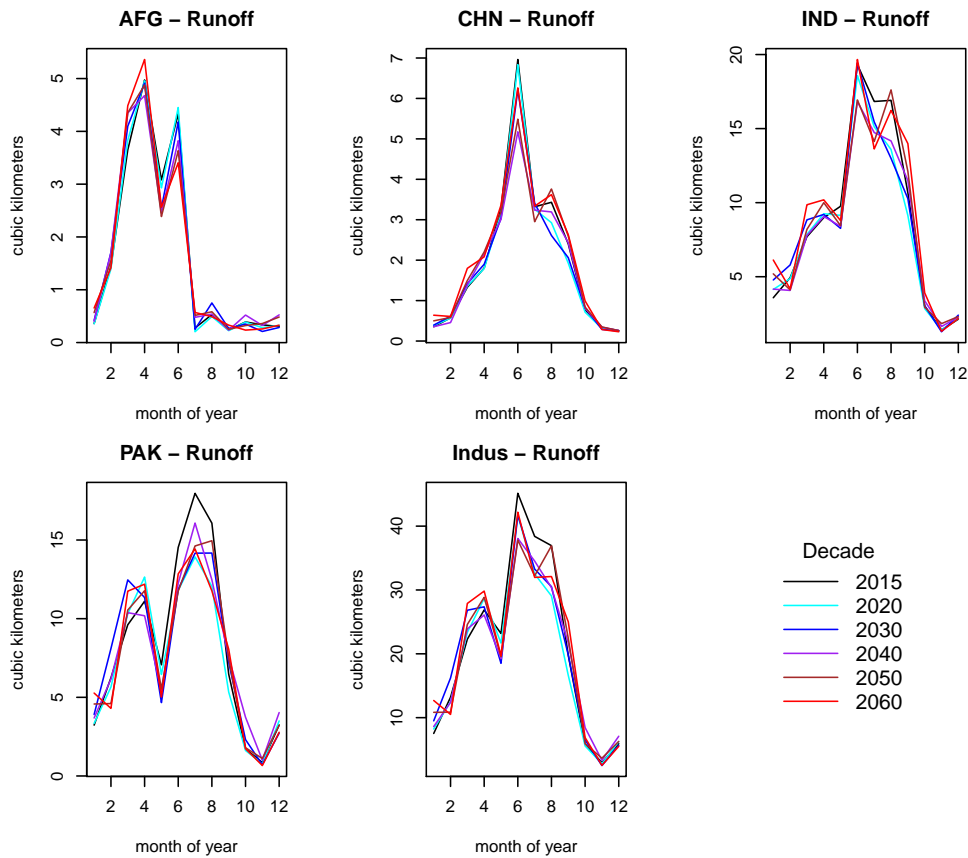 AFG – Runoff
cubic kilometers
0 1 2 3 4 5
2 4 6 8 10 12
month of year
CHN – Runoff
cubic kilometers
0 1 2 3 4 5 6 7
2 4 6 8 10 12
month of year
IND – Runoff
cubic kilometers
5 10 15 20
2 4 6 8 10 12
month of year
PAK – Runoff
cubic kilometers
0 5 10 15
2 4 6 8 10 12
month of year
Indus – Runoff
cubic kilometers
10 20 30 40
2 4 6 8 10 12
month of year
Decade
2015
2020
2030
2040
2050
2060